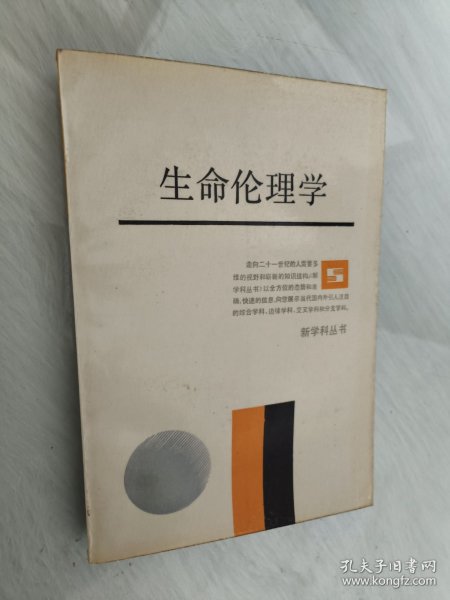 生命伦理学
走向二十一世纪的人需要多
维的视野和崭新的知识结构。《新
学科丛书》以全方位的态势和准
确、快速的信息，向您展示当代国内外引人注目
的综合学科、边缘学科、交叉学科和分支学科。
新学科丛书
孔夫子旧书网
www.kongfz.com